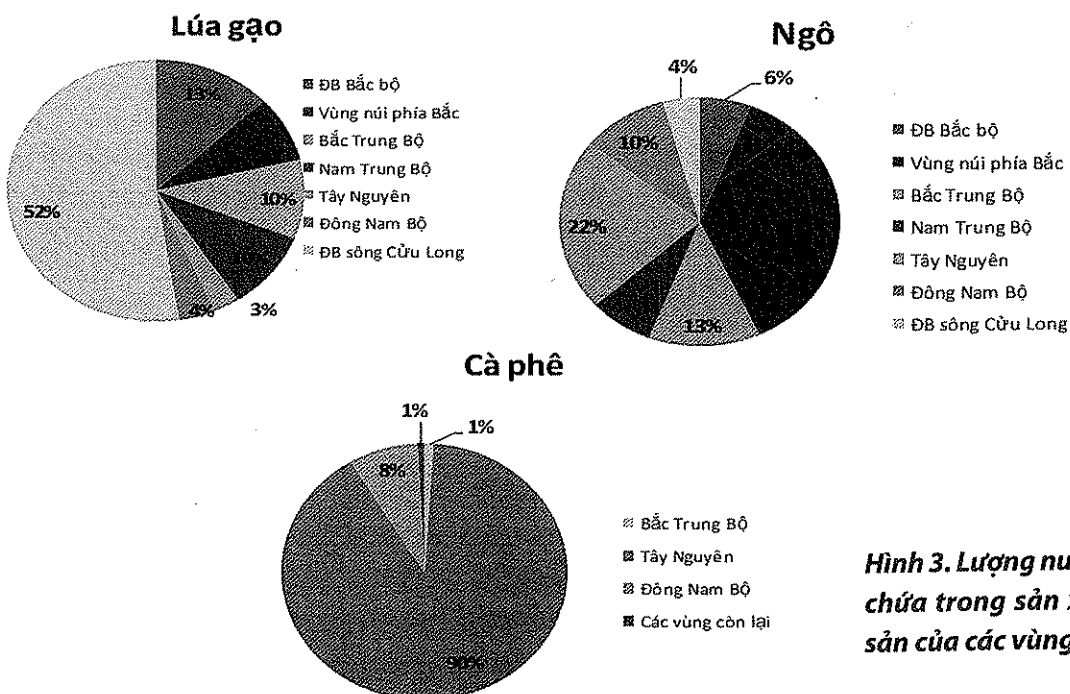 Lúa gạo
13%
10%
3%
4%
52%
ĐB Bắc bộ
Vùng núi phía Bắc
Bắc Trung Bộ
Nam Trung Bộ
Tây Nguyên
Đông Nam Bộ
ĐB sông Cửu Long
Ngô
4%
6%
10%
22%
13%
ĐB Bắc bộ
Vùng núi phía Bắc
Bắc Trung Bộ
Nam Trung Bộ
Tây Nguyên
Đông Nam Bộ
ĐB sông Cửu Long
Cà phê
1%
1%
8%
90%
Bắc Trung Bộ
Tây Nguyên
Đông Nam Bộ
Các vùng còn lại
Hình 3. Lượng
chứa trong sản
sản của các vùng